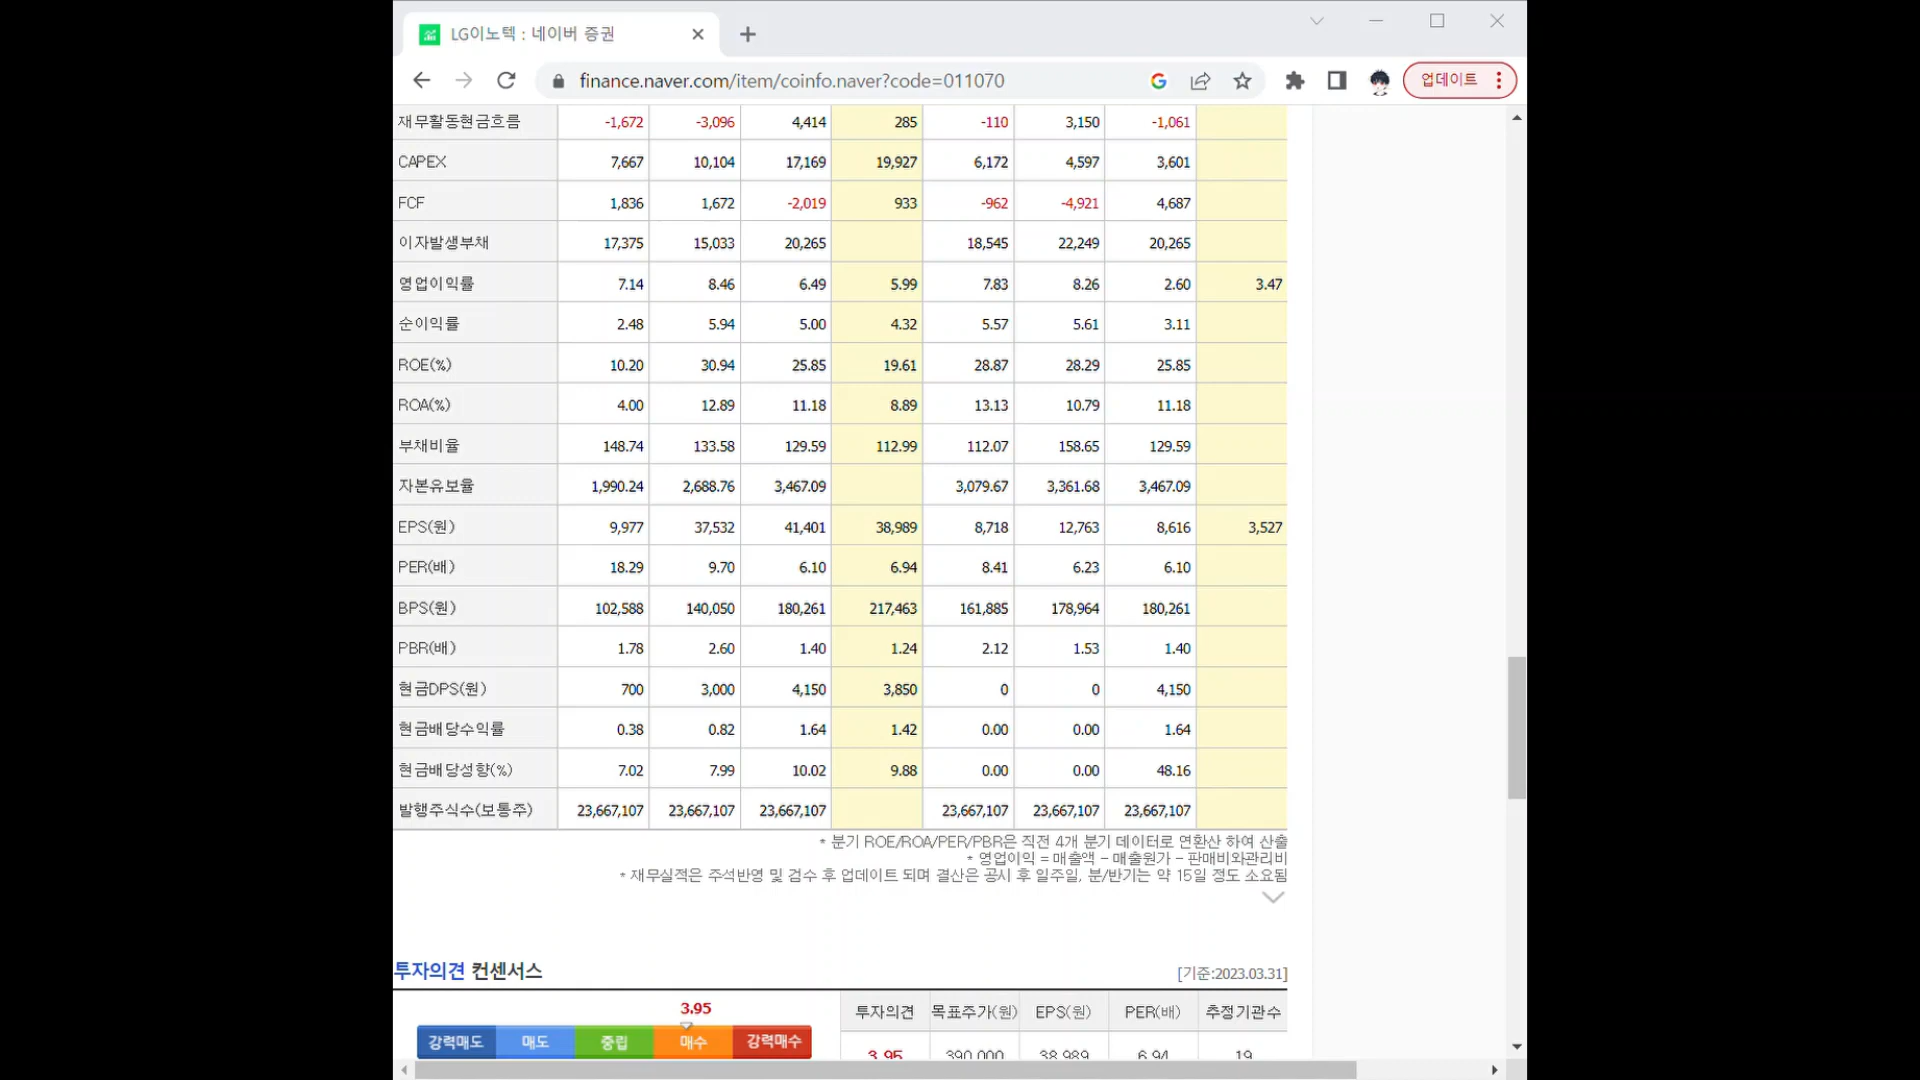 LG이노텍 : 네이버 증권
finance.naver.com/item/coinfo.naver?code=011070
업데이트
재무활동현금흐름 -1,672 -3,096 4,414 285 -110 3,150 -1,061
CAPEX 7,667 10,104 17,169 19,927 6,172 4,597 3,601
FCF 1,836 1,672 -2,019 933 -962 -4,921 4,687
이자발생부채 17,375 15,033 20,265 18,545 22,249 20,265
영업이익률 7.14 8.46 6.49 5.99 7.83 8.26 2.60 3.47
순이익률 2.48 5.94 5.00 4.32 5.57 5.61 3.11
ROE(%) 10.20 30.94 25.85 19.61 28.87 28.29 25.85
ROA(%) 4.00 12.89 11.18 8.89 13.13 10.79 11.18
부채비율 148.74 133.58 129.59 112.99 112.07 158.65 129.59
자본유보율 1,990.24 2,688.76 3,467.09 3,079.67 3,361.68 3,467.09
EPS(원) 9,977 37,532 41,401 38,989 8,718 12,763 8,616 3,527
PER(배) 18.29 9.70 6.10 6.94 8.41 6.23 6.10
BPS(원) 102,588 140,050 180,261 217,463 161,885 178,964 180,261
PBR(배) 1.78 2.60 1.40 1.24 2.12 1.53 1.40
현금DPS(원) 700 3,000 4,150 3,850 0 0 4,150
현금배당수익률 0.38 0.82 1.64 1.42 0.00 0.00 1.64
현금배당성향(%) 7.02 7.99 10.02 9.88 0.00 0.00 48.16
발행주식수(보통주) 23,667,107 23,667,107 23,667,107 23,667,107 23,667,107 23,667,107
* 분기 ROE/ROA/PER/PBR은 직전 4개 분기 데이터로 연환산 하여 산출
* 영업이익 = 매출액 - 매출원가 - 판매비와관리비
* 재무실적은 주석반영 및 검수 후 업데이트 되며 결산은 공시 후 일주일, 분/반기는 약 15일 정도 소요됨
투자의견 컨센서스 [기준:2023.03.31]
3.95
강력매도 매도 중립 매수 강력매수
투자의견 목표주가(원) EPS(원) PER(배) 추정기관수
3.95 390,000 38,989 6.94 19